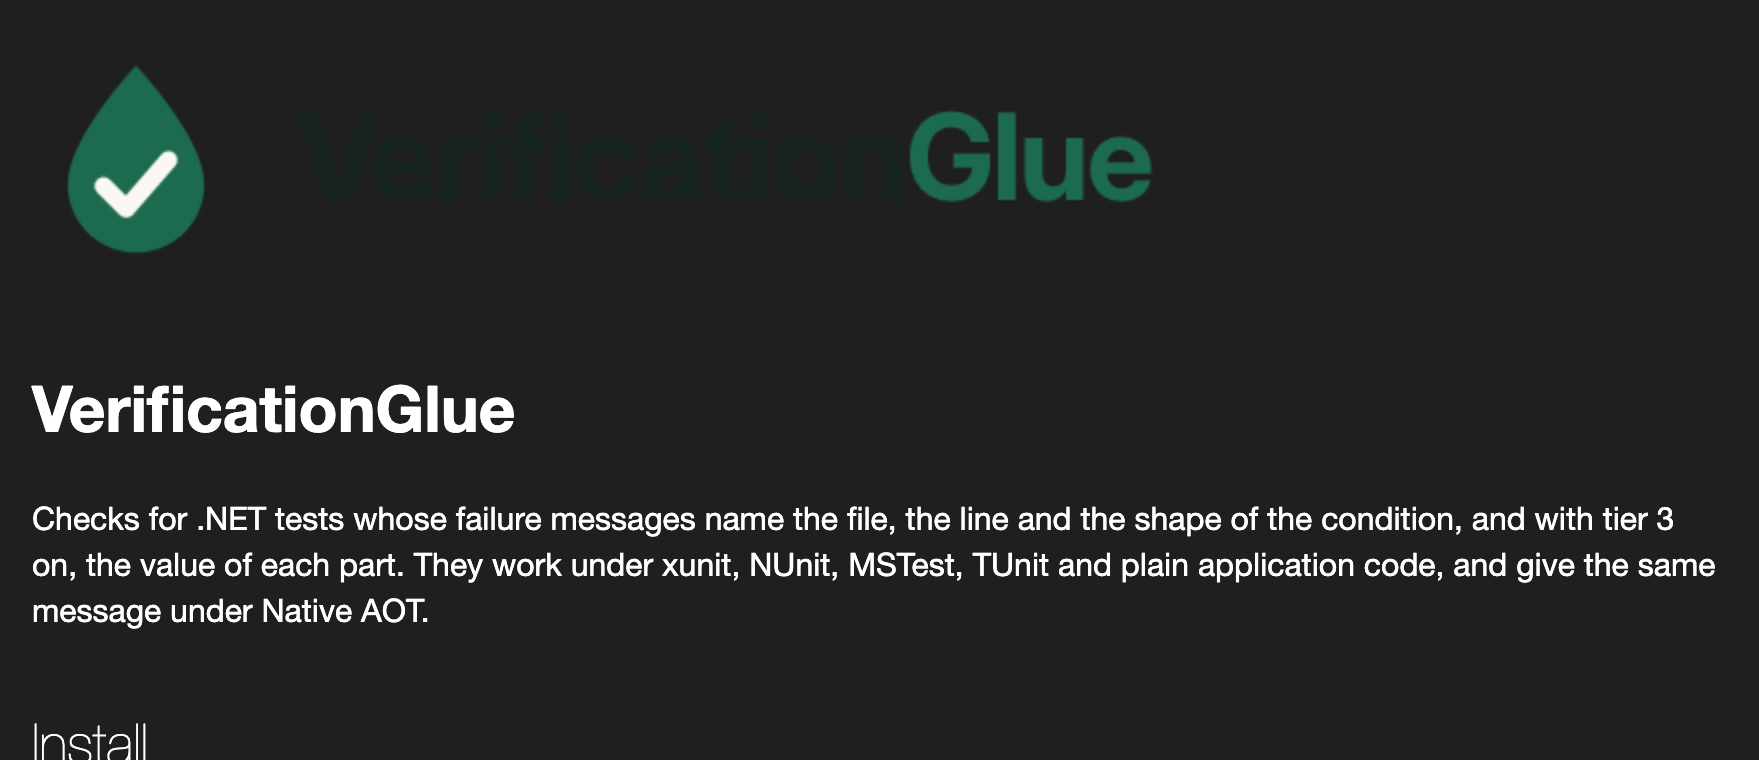 VerificationGlue
VerificationGlue
Checks for .NET tests whose failure messages name the file, the line and the shape of the condition, and with tier 3
on, the value of each part. They work under xunit, NUnit, MSTest, TUnit and plain application code, and give the same
message under Native AOT.
Install